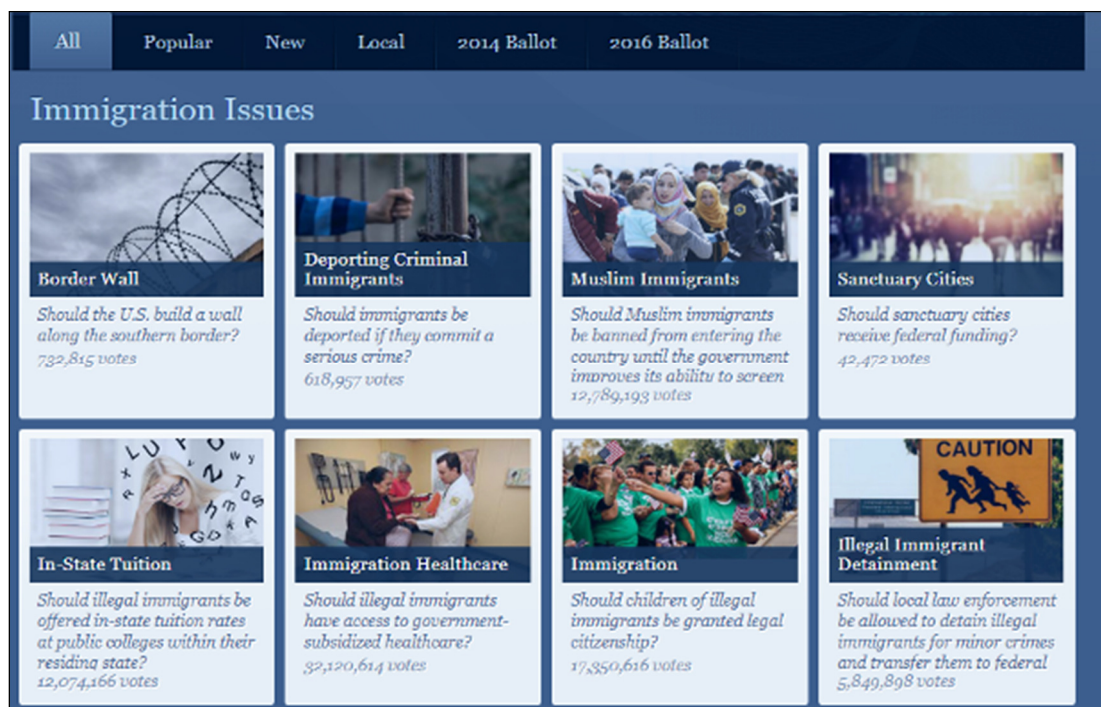 All
Popular
New
Local
2014 Ballot
2016 Ballot
Immigration Issues
Border Wall
Should the U.S. build a wall
along the southern border?
732,815 votes
Deporting Criminal
Immigrants
Should immigrants be
deported if they commit a
serious crime?
618,957 votes
Muslim Immigrants
Should Muslim immigrants
be banned from entering the
country until the government
improves its ability to screen
12,789,193 votes
Sanctuary Cities
Should sanctuary cities
receive federal funding?
42,472 votes
In-State Tuition
Should illegal immigrants be
offered in-state tuition rates
at public colleges within their
residing state?
12,074,166 votes
Immigration Healthcare
Should illegal immigrants
have access to government-
subsidized healthcare?
32,120,614 votes
Immigration
Should children of illegal
immigrants be granted legal
citizenship?
17,350,616 votes
CAUTION
Illegal Immigrant
Detainment
Should local law enforcement
be allowed to detain illegal
immigrants for minor crimes
and transfer them to federal
5,849,898 votes